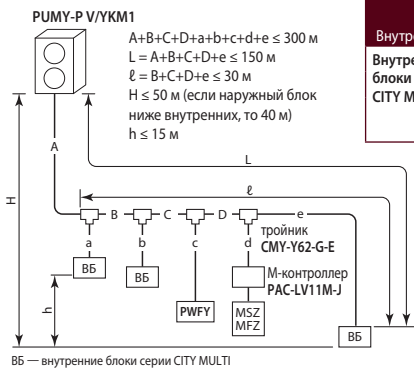 PUMY-P V/YKM1
A+B+C+D+a+b+c+d+e ≤ 300 м
L = A+B+C+D+e ≤ 150 м
ℓ = B+C+D+e ≤ 30 м
H ≤ 50 м (если наружный блок
ниже внутренних, то 40 м)
h ≤ 15 м
Внутре
Внутре
блоки
CITY M
A
L
H
ℓ
B
C
D
e
a
b
c
d
тройник
CMY-Y62-G-E
ВБ
ВБ
М-контроллер
PAC-LV11M-J
h
PWFY
MSZ
MFZ
ВБ
ВБ — внутренние блоки серии CITY MULTI